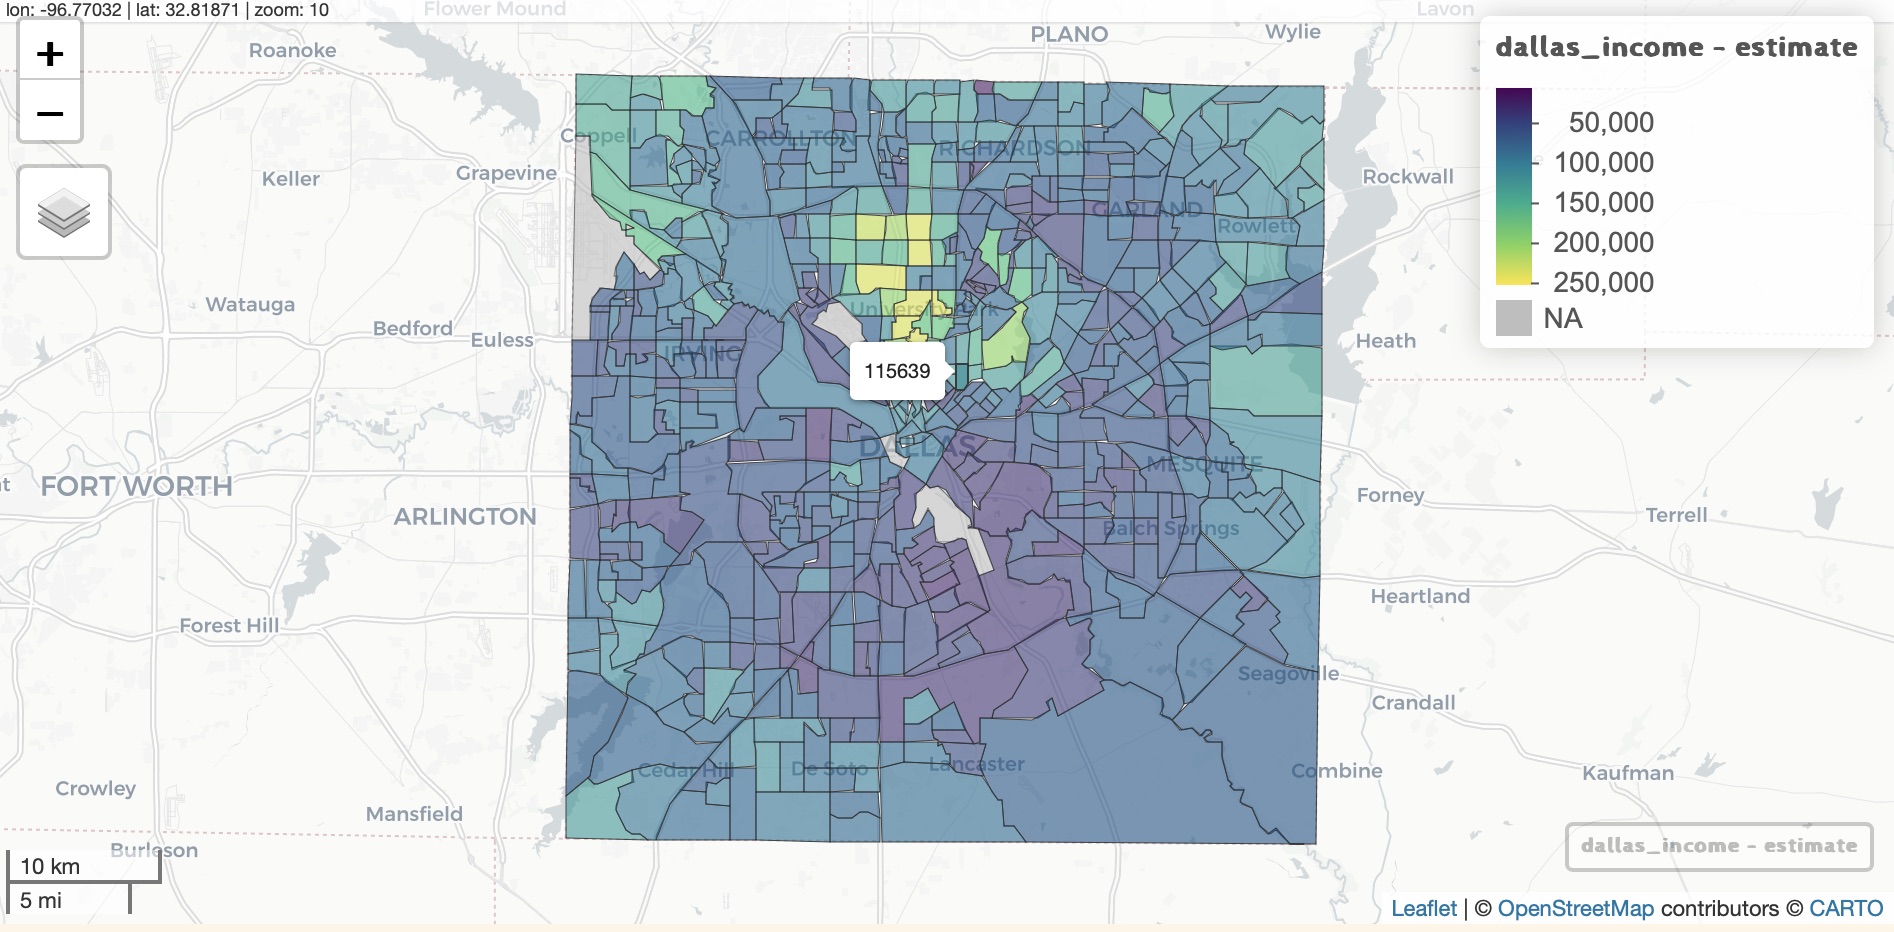 lon: -96.77032 | lat: 32.81871 | zoom: 10
Flower Mound
Lavon
Roanoke
PLANO
Wylie
dallas_income - estimate
+
−
50,000
100,000
150,000
200,000
250,000
NA
Coppell
CARROLLTON
RICHARDSON
Keller
Grapevine
Rockwall
GARLAND
Rowlett
Watauga
Bedford
Euless
University Park
Heath
IRVING
115639
DALLAS
MESQUITE
nt
FORT WORTH
ARLINGTON
Forney
Terrell
Balch Springs
Heartland
Forest Hill
Seagoville
Crandall
Cedar Hill
De Soto
Lancaster
Combine
Kaufman
Crowley
Mansfield
Burleson
dallas_income - estimate
10 km
5 mi
Leaflet | © OpenStreetMap contributors © CARTO